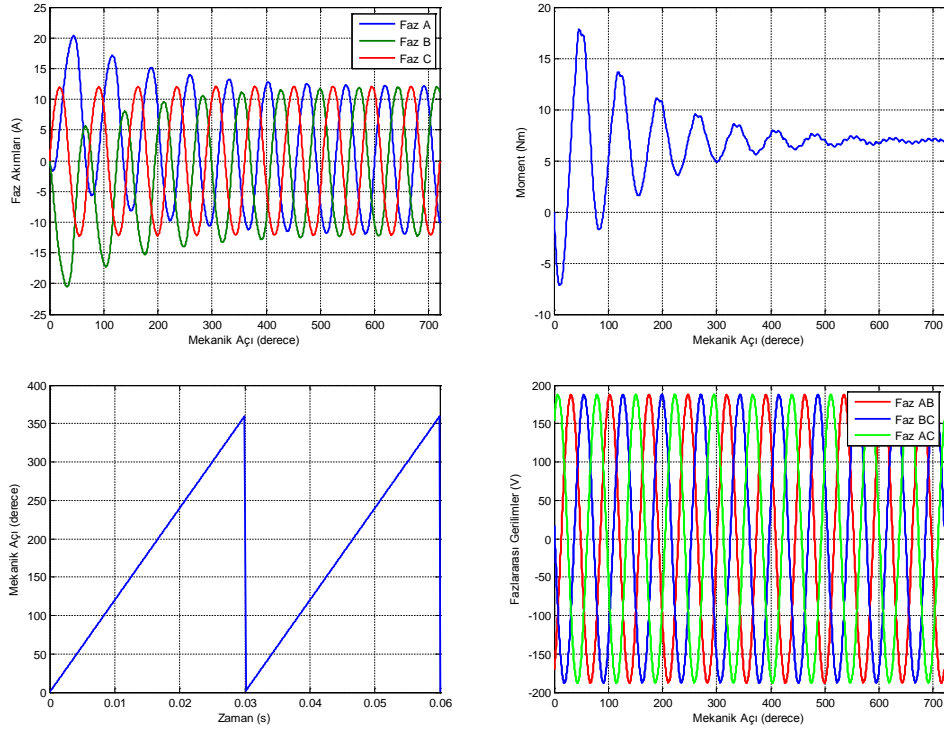 Faz Akımları (A)
25
20
15
10
5
0
-5
-10
-15
-20
-25
Faz A
Faz B
Faz C
0 100 200 300 400 500 600 700
Mekanik Açı (derece)
Moment (Nm)
20
15
10
5
0
-5
-10
0 100 200 300 400 500 600 700
Mekanik Açı (derece)
Mekanik Açı (derece)
400
350
300
250
200
150
100
50
0
0 0.01 0.02 0.03 0.04 0.05 0.06
Zaman (s)
Fazlararası Gerilimler (V)
200
150
100
50
0
-50
-100
-150
-200
Faz AB
Faz BC
Faz AC
0 100 200 300 400 500 600 700
Mekanik Açı (derece)